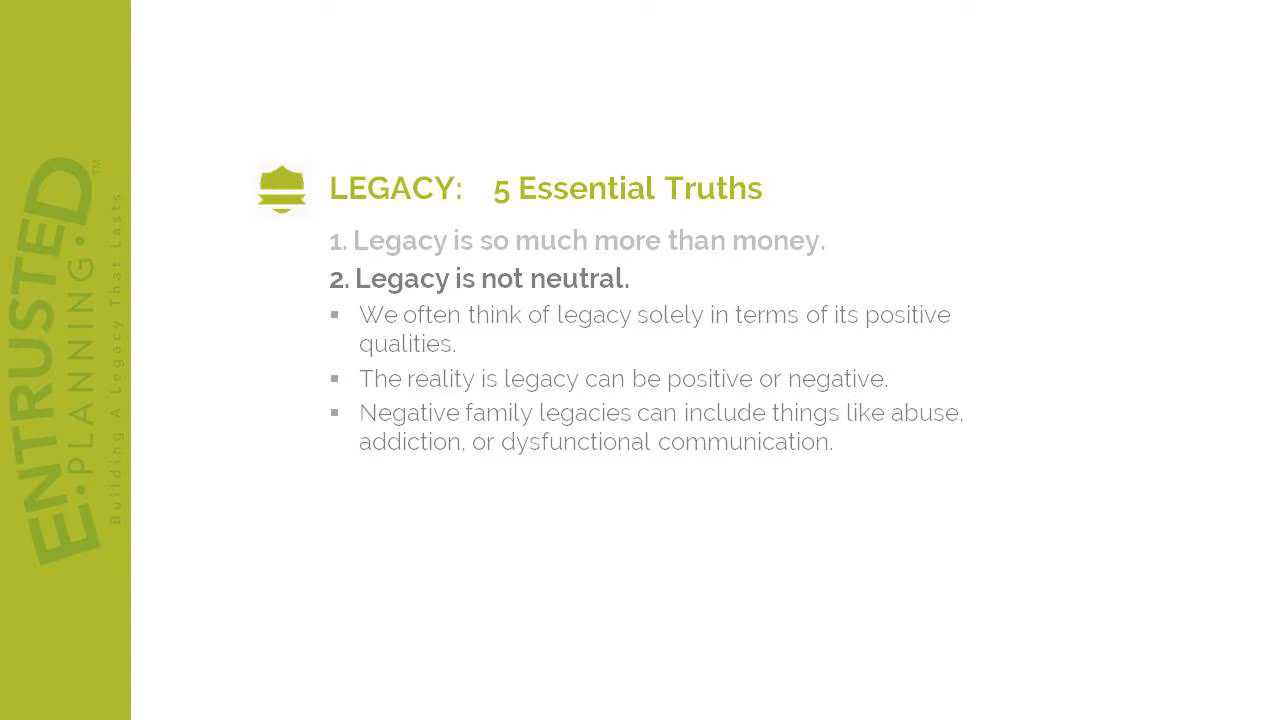 ENTRUSTED
E.·PLANNING.D™
Building A Legacy That Lasts
LEGACY: 5 Essential Truths
1. Legacy is so much more than money.
2. Legacy is not neutral.
▪ We often think of legacy solely in terms of its positive
qualities.
▪ The reality is legacy can be positive or negative.
▪ Negative family legacies can include things like abuse,
addiction, or dysfunctional communication.